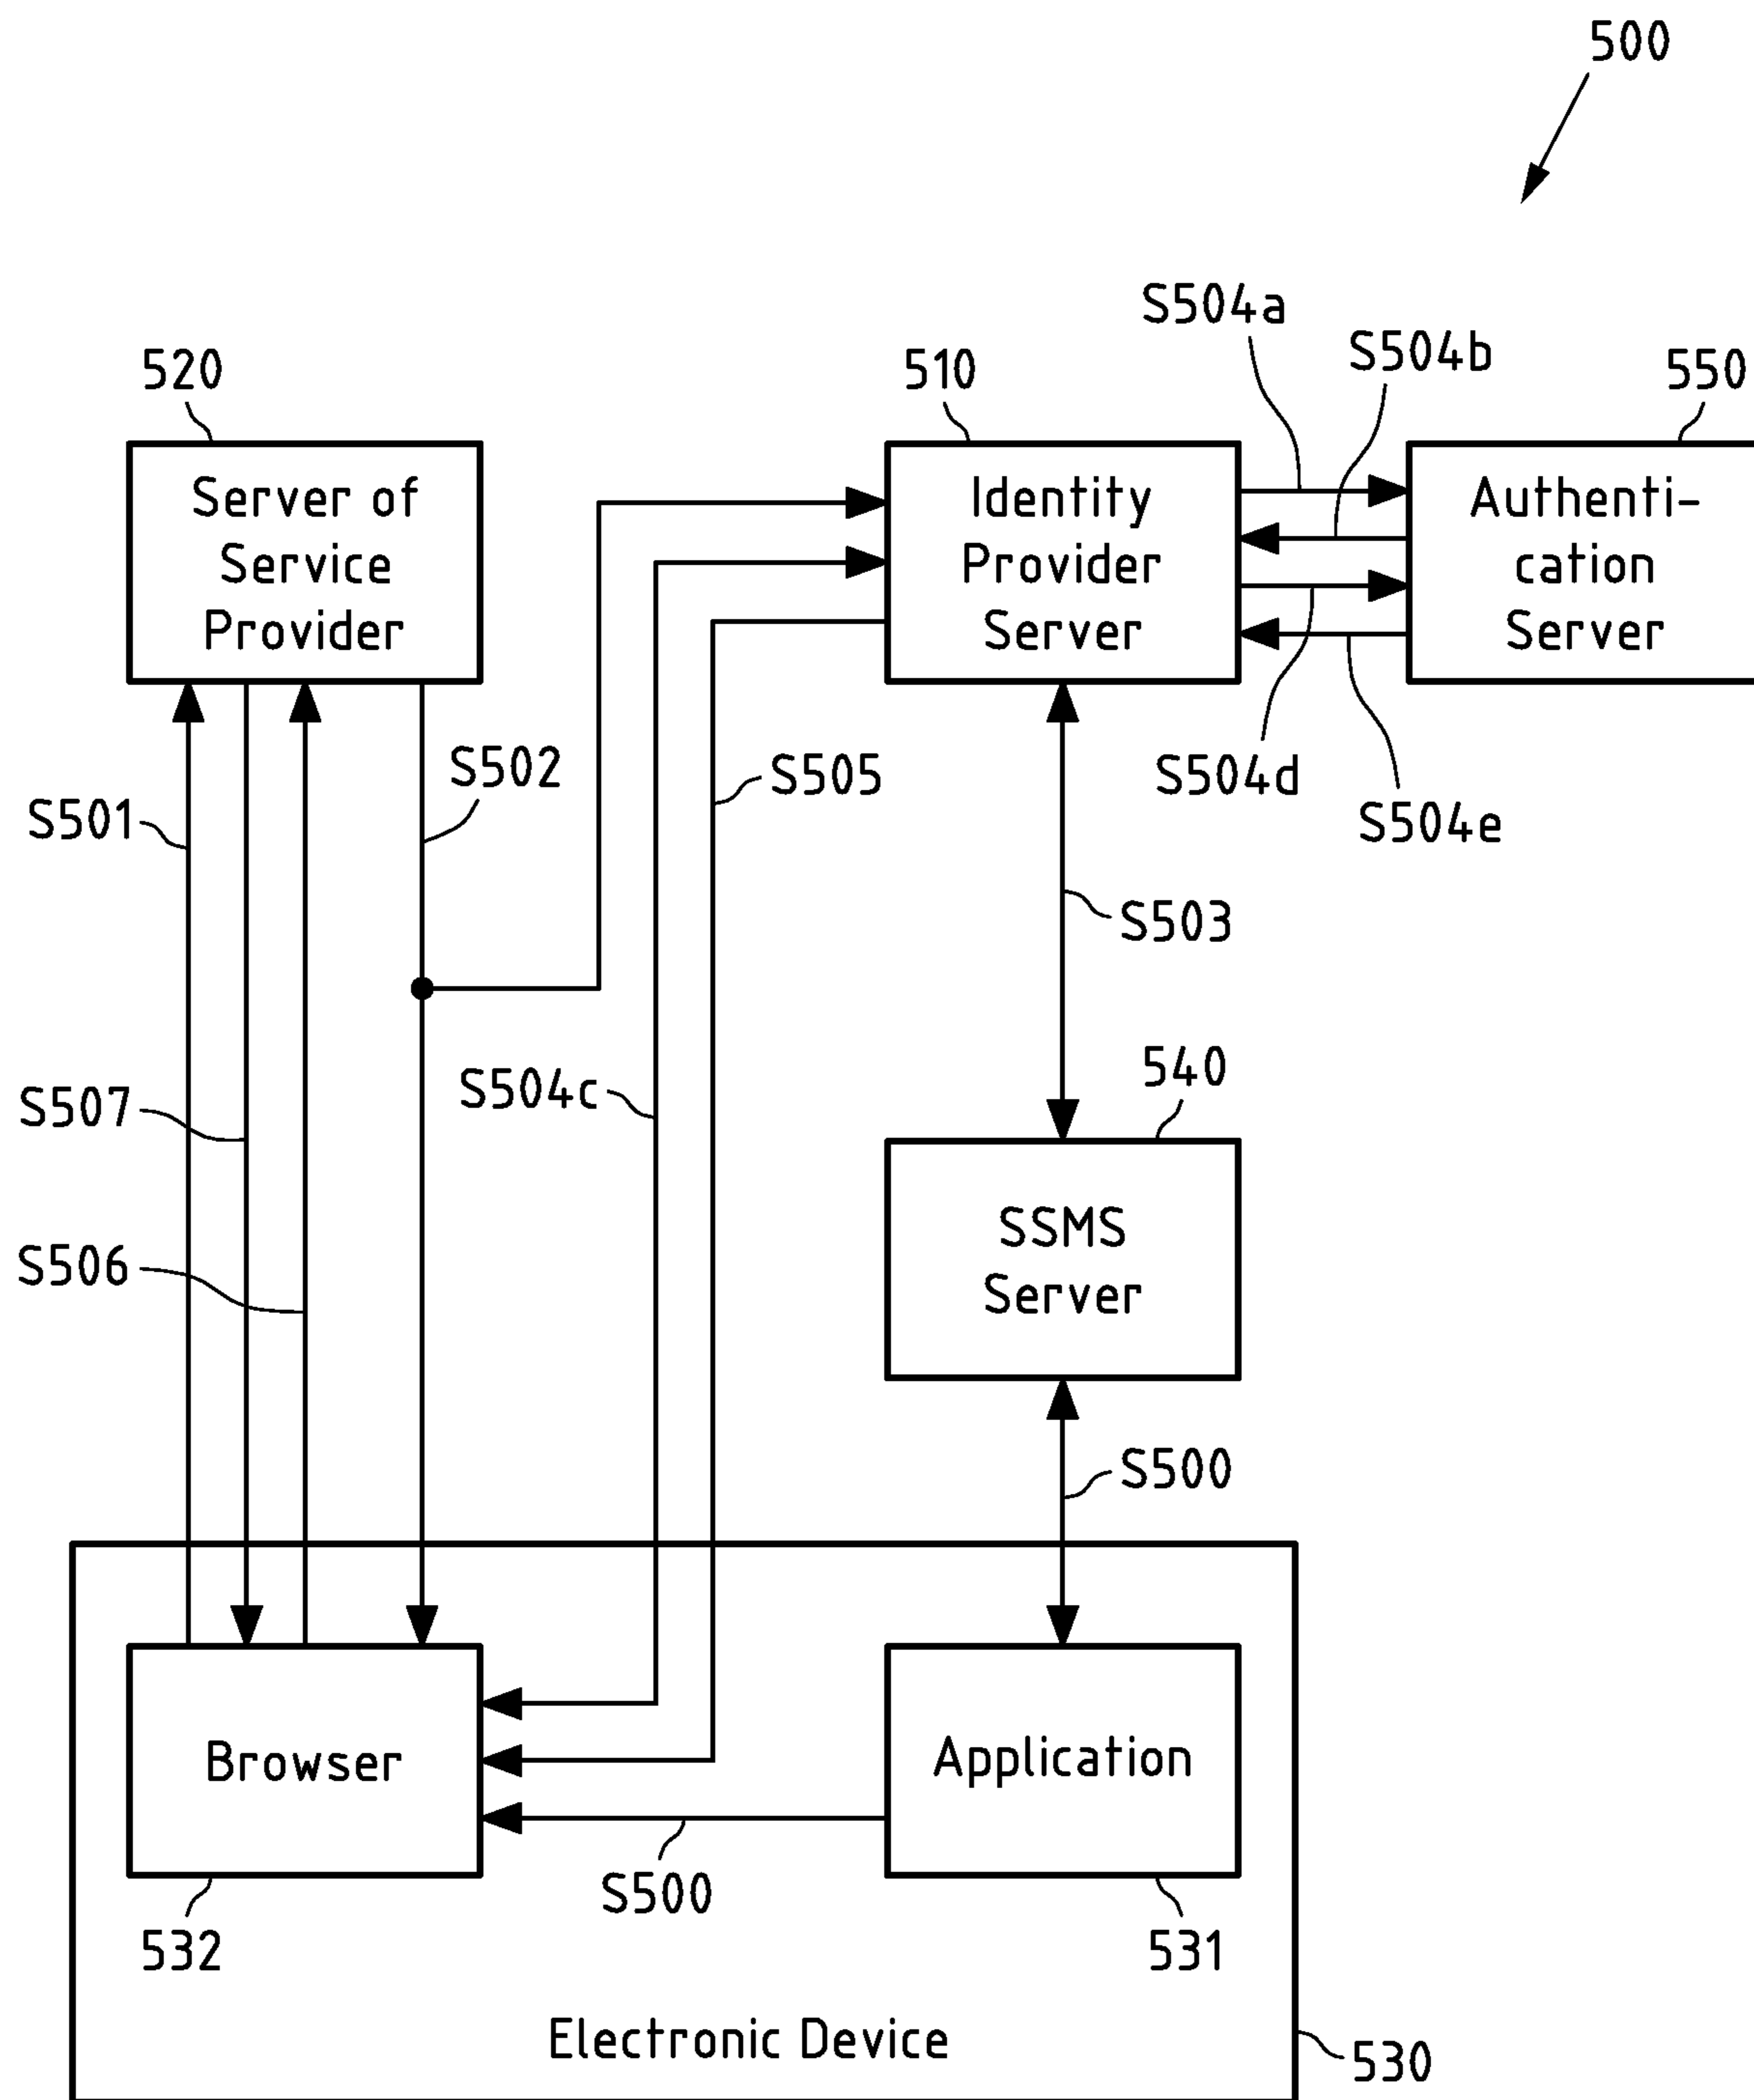 500
S504a
S504b
520
510
550
Server of
Service
Provider
Identity
Provider
Server
Authenti-
cation
Server
S502
S505
S504d
S501
S504e
S503
540
S504c
S507
SSMS
Server
S506
S500
Browser
Application
S500
532
531
Electronic Device
530